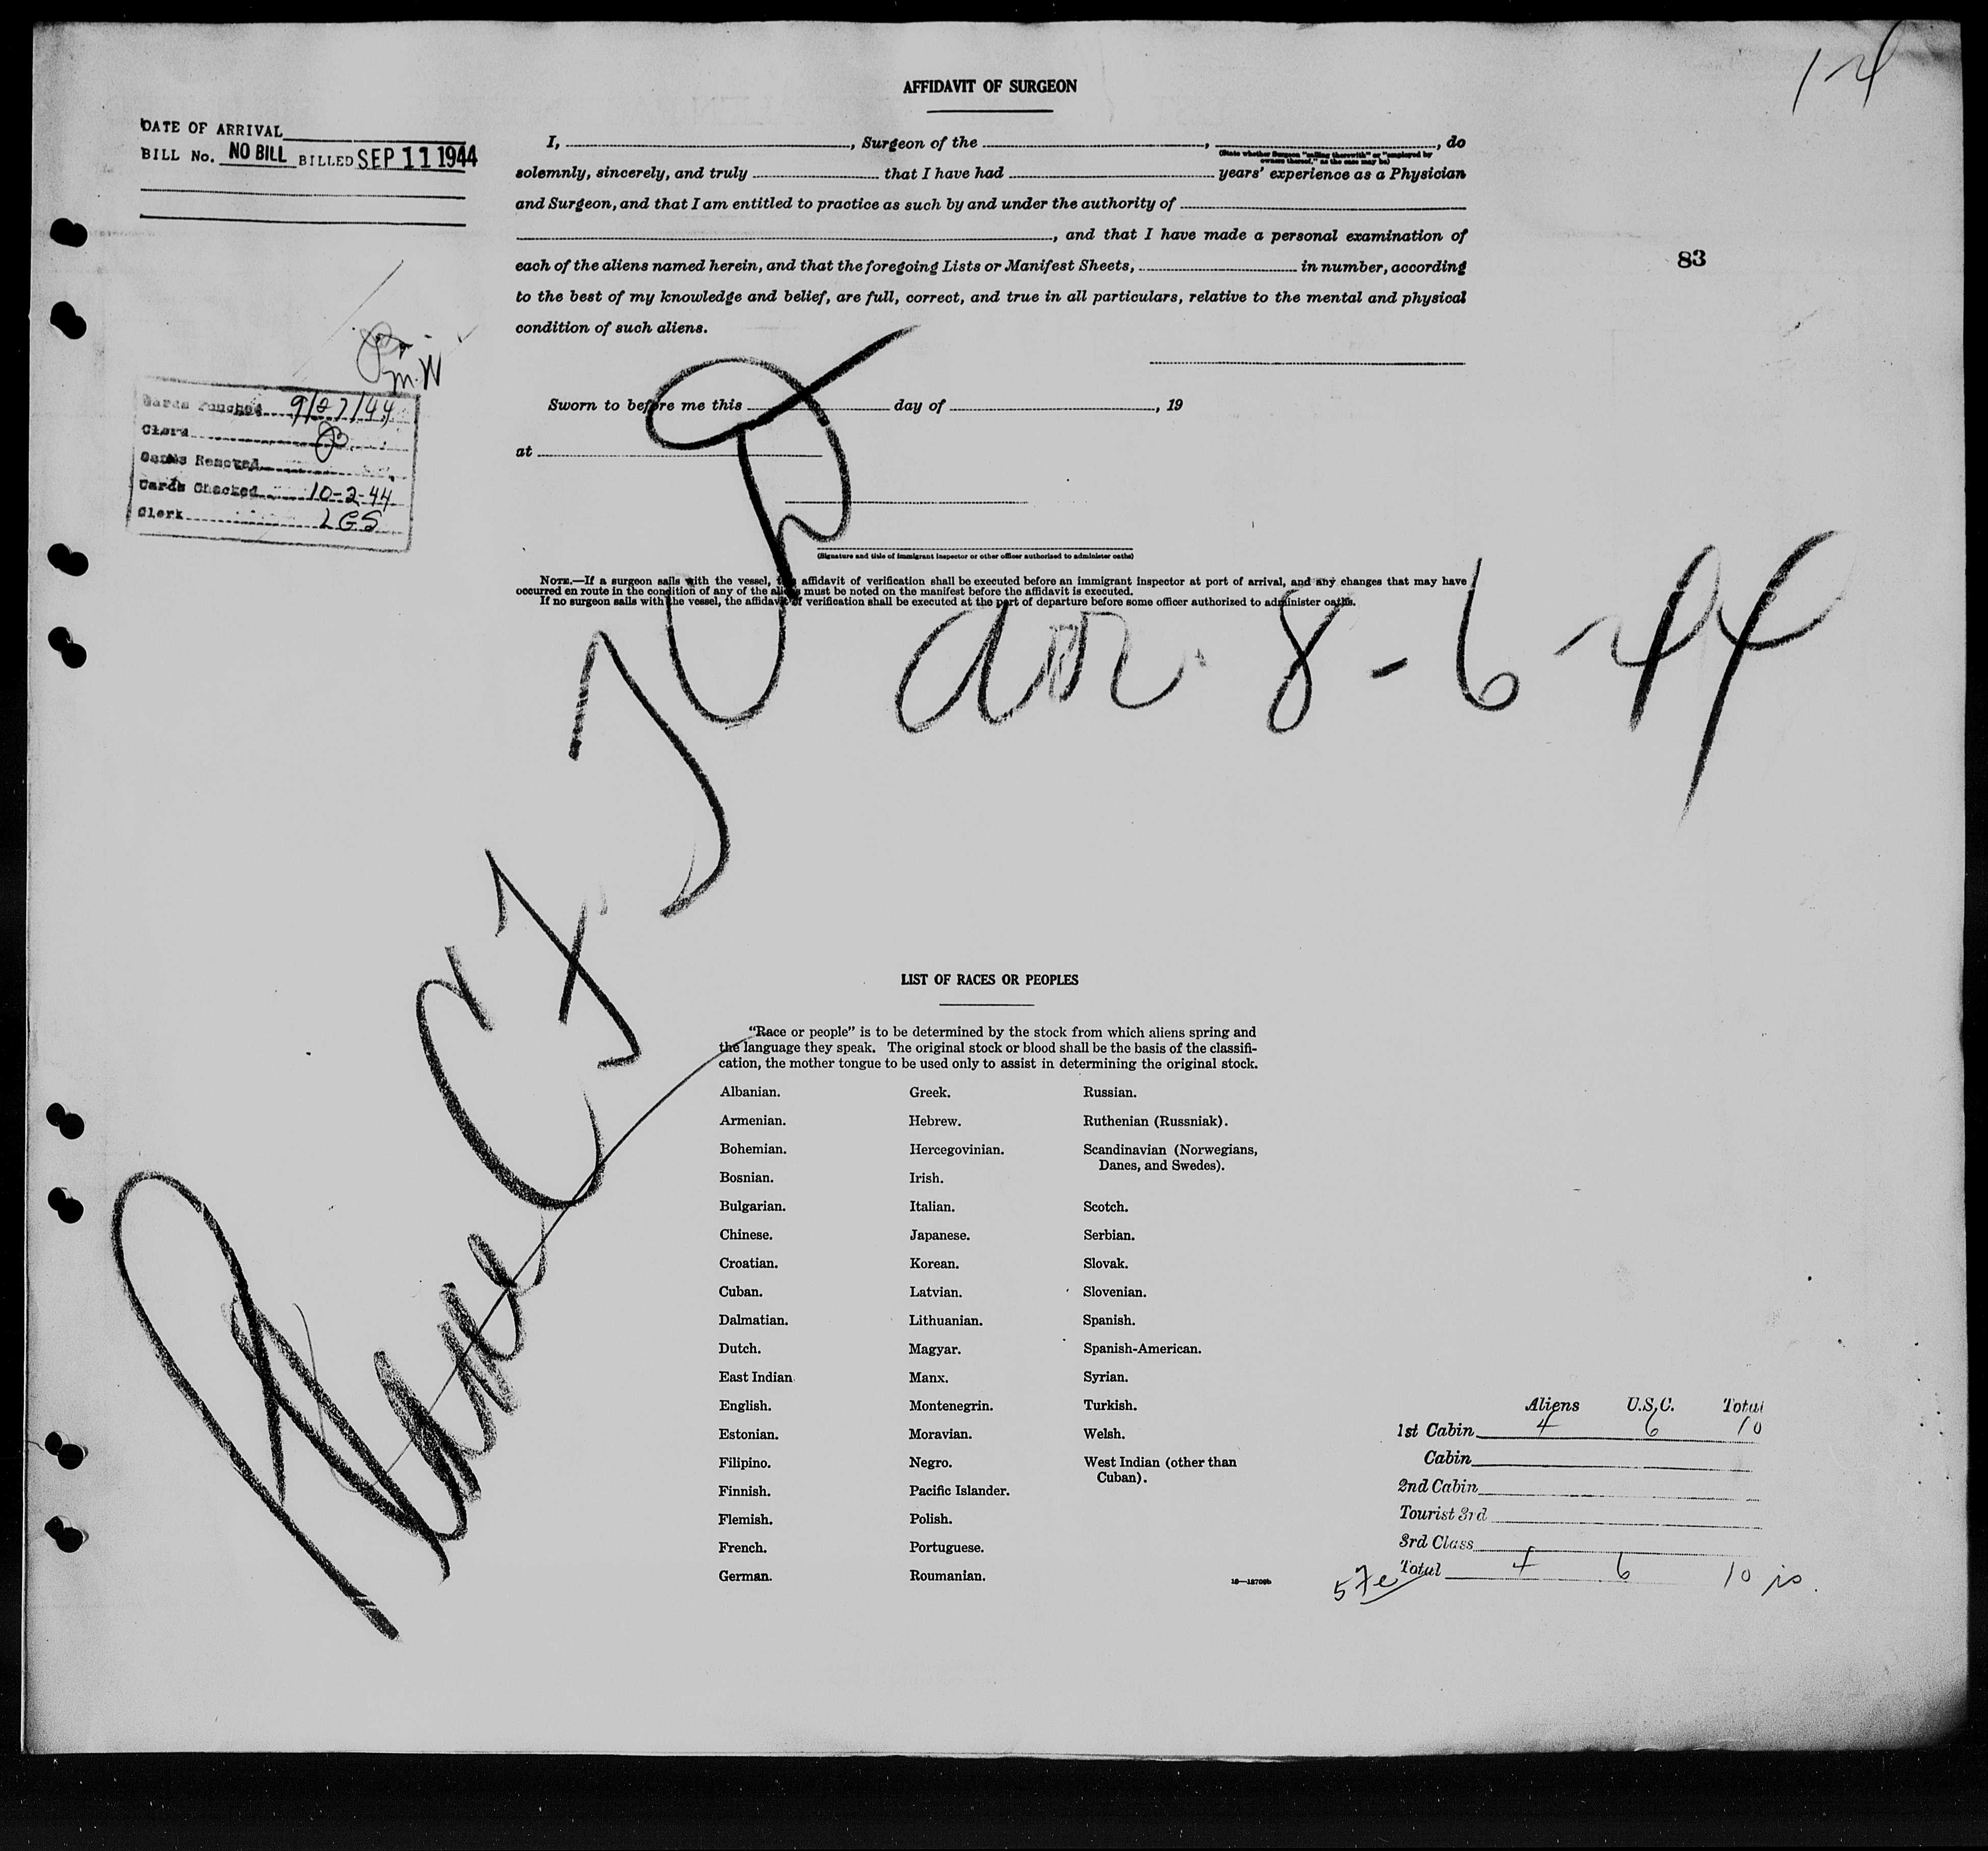 AFFIDAVIT OF SURGEON
DATE OF ARRIVAL
BILL No. NO BILL BILLED SEP 11 1944
I, , Surgeon of the , , do
(State whether Surgeon "sailing therewith" or "employed by
owners thereof," as the case may be)
solemnly, sincerely, and truly that I have had years' experience as a Physician
and Surgeon, and that I am entitled to practice as such by and under the authority of
, and that I have made a personal examination of
each of the aliens named herein, and that the foregoing Lists or Manifest Sheets, in number, according
to the best of my knowledge and belief, are full, correct, and true in all particulars, relative to the mental and physical
condition of such aliens.
83
m.W
Cards Punched 9/27/44
Clerk
Cards Checked 10-2-44
Clerk LGS
Sworn to before me this day of , 19
at
(Signature and title of immigrant inspector or other officer authorized to administer oaths)
NOTE.—If a surgeon sails with the vessel, the affidavit of verification shall be executed before an immigrant inspector at port of arrival, and any changes that may have
occurred en route in the condition of any of the aliens must be noted on the manifest before the affidavit is executed.
If no surgeon sails with the vessel, the affidavit of verification shall be executed at the port of departure before some officer authorized to administer oaths.
arr 8-6-44
Plane
LIST OF RACES OR PEOPLES
"Race or people" is to be determined by the stock from which aliens spring and
the language they speak. The original stock or blood shall be the basis of the classifi-
cation, the mother tongue to be used only to assist in determining the original stock.
Albanian. Greek. Russian.
Armenian. Hebrew. Ruthenian (Russniak).
Bohemian. Hercegovinian. Scandinavian (Norwegians,
Danes, and Swedes).
Bosnian. Irish.
Bulgarian. Italian. Scotch.
Chinese. Japanese. Serbian.
Croatian. Korean. Slovak.
Cuban. Latvian. Slovenian.
Dalmatian. Lithuanian. Spanish.
Dutch. Magyar. Spanish-American.
East Indian Manx. Syrian.
English. Montenegrin. Turkish.
Estonian. Moravian. Welsh.
Filipino. Negro. West Indian (other than
Cuban).
Finnish. Pacific Islander.
Flemish. Polish.
French. Portuguese.
German. Roumanian.
Aliens U.S.C. Total
1st Cabin 4 6 10
Cabin
2nd Cabin
Tourist 3rd
3rd Class
Total 4 6 10